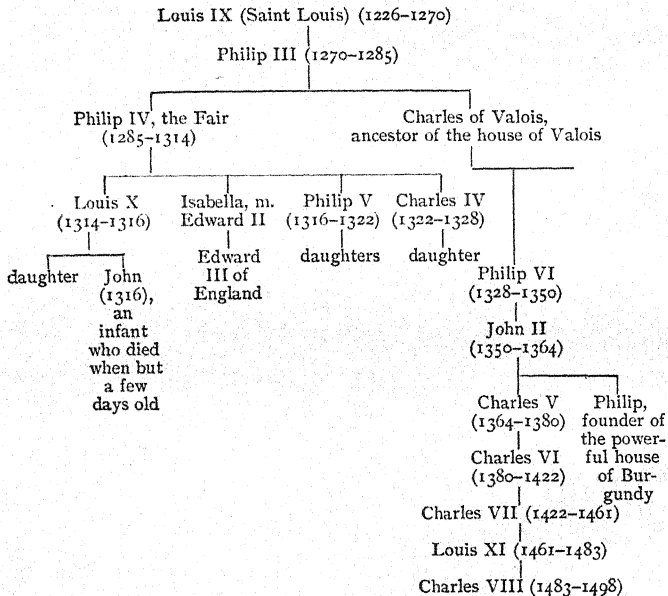 Louis IX (Saint Louis) (1226–1270)
Philip III (1270–1285)
Philip IV, the Fair
(1285–1314)
Charles of Valois,
ancestor of the house of Valois
Louis X
(1314–1316)
Isabella, m.
Edward II
Philip V
(1316–1322)
Charles IV
(1322–1328)
daughter
John
(1316),
an
infant
who died
when but
a few
days old
Edward
III of
England
daughters
daughter
Philip VI
(1328–1350)
John II
(1350–1364)
Charles V
(1364–1380)
Philip,
founder of
the power-
ful house
of Bur-
gundy
Charles VI
(1380–1422)
Charles VII (1422–1461)
Louis XI (1461–1483)
Charles VIII (1483–1498)